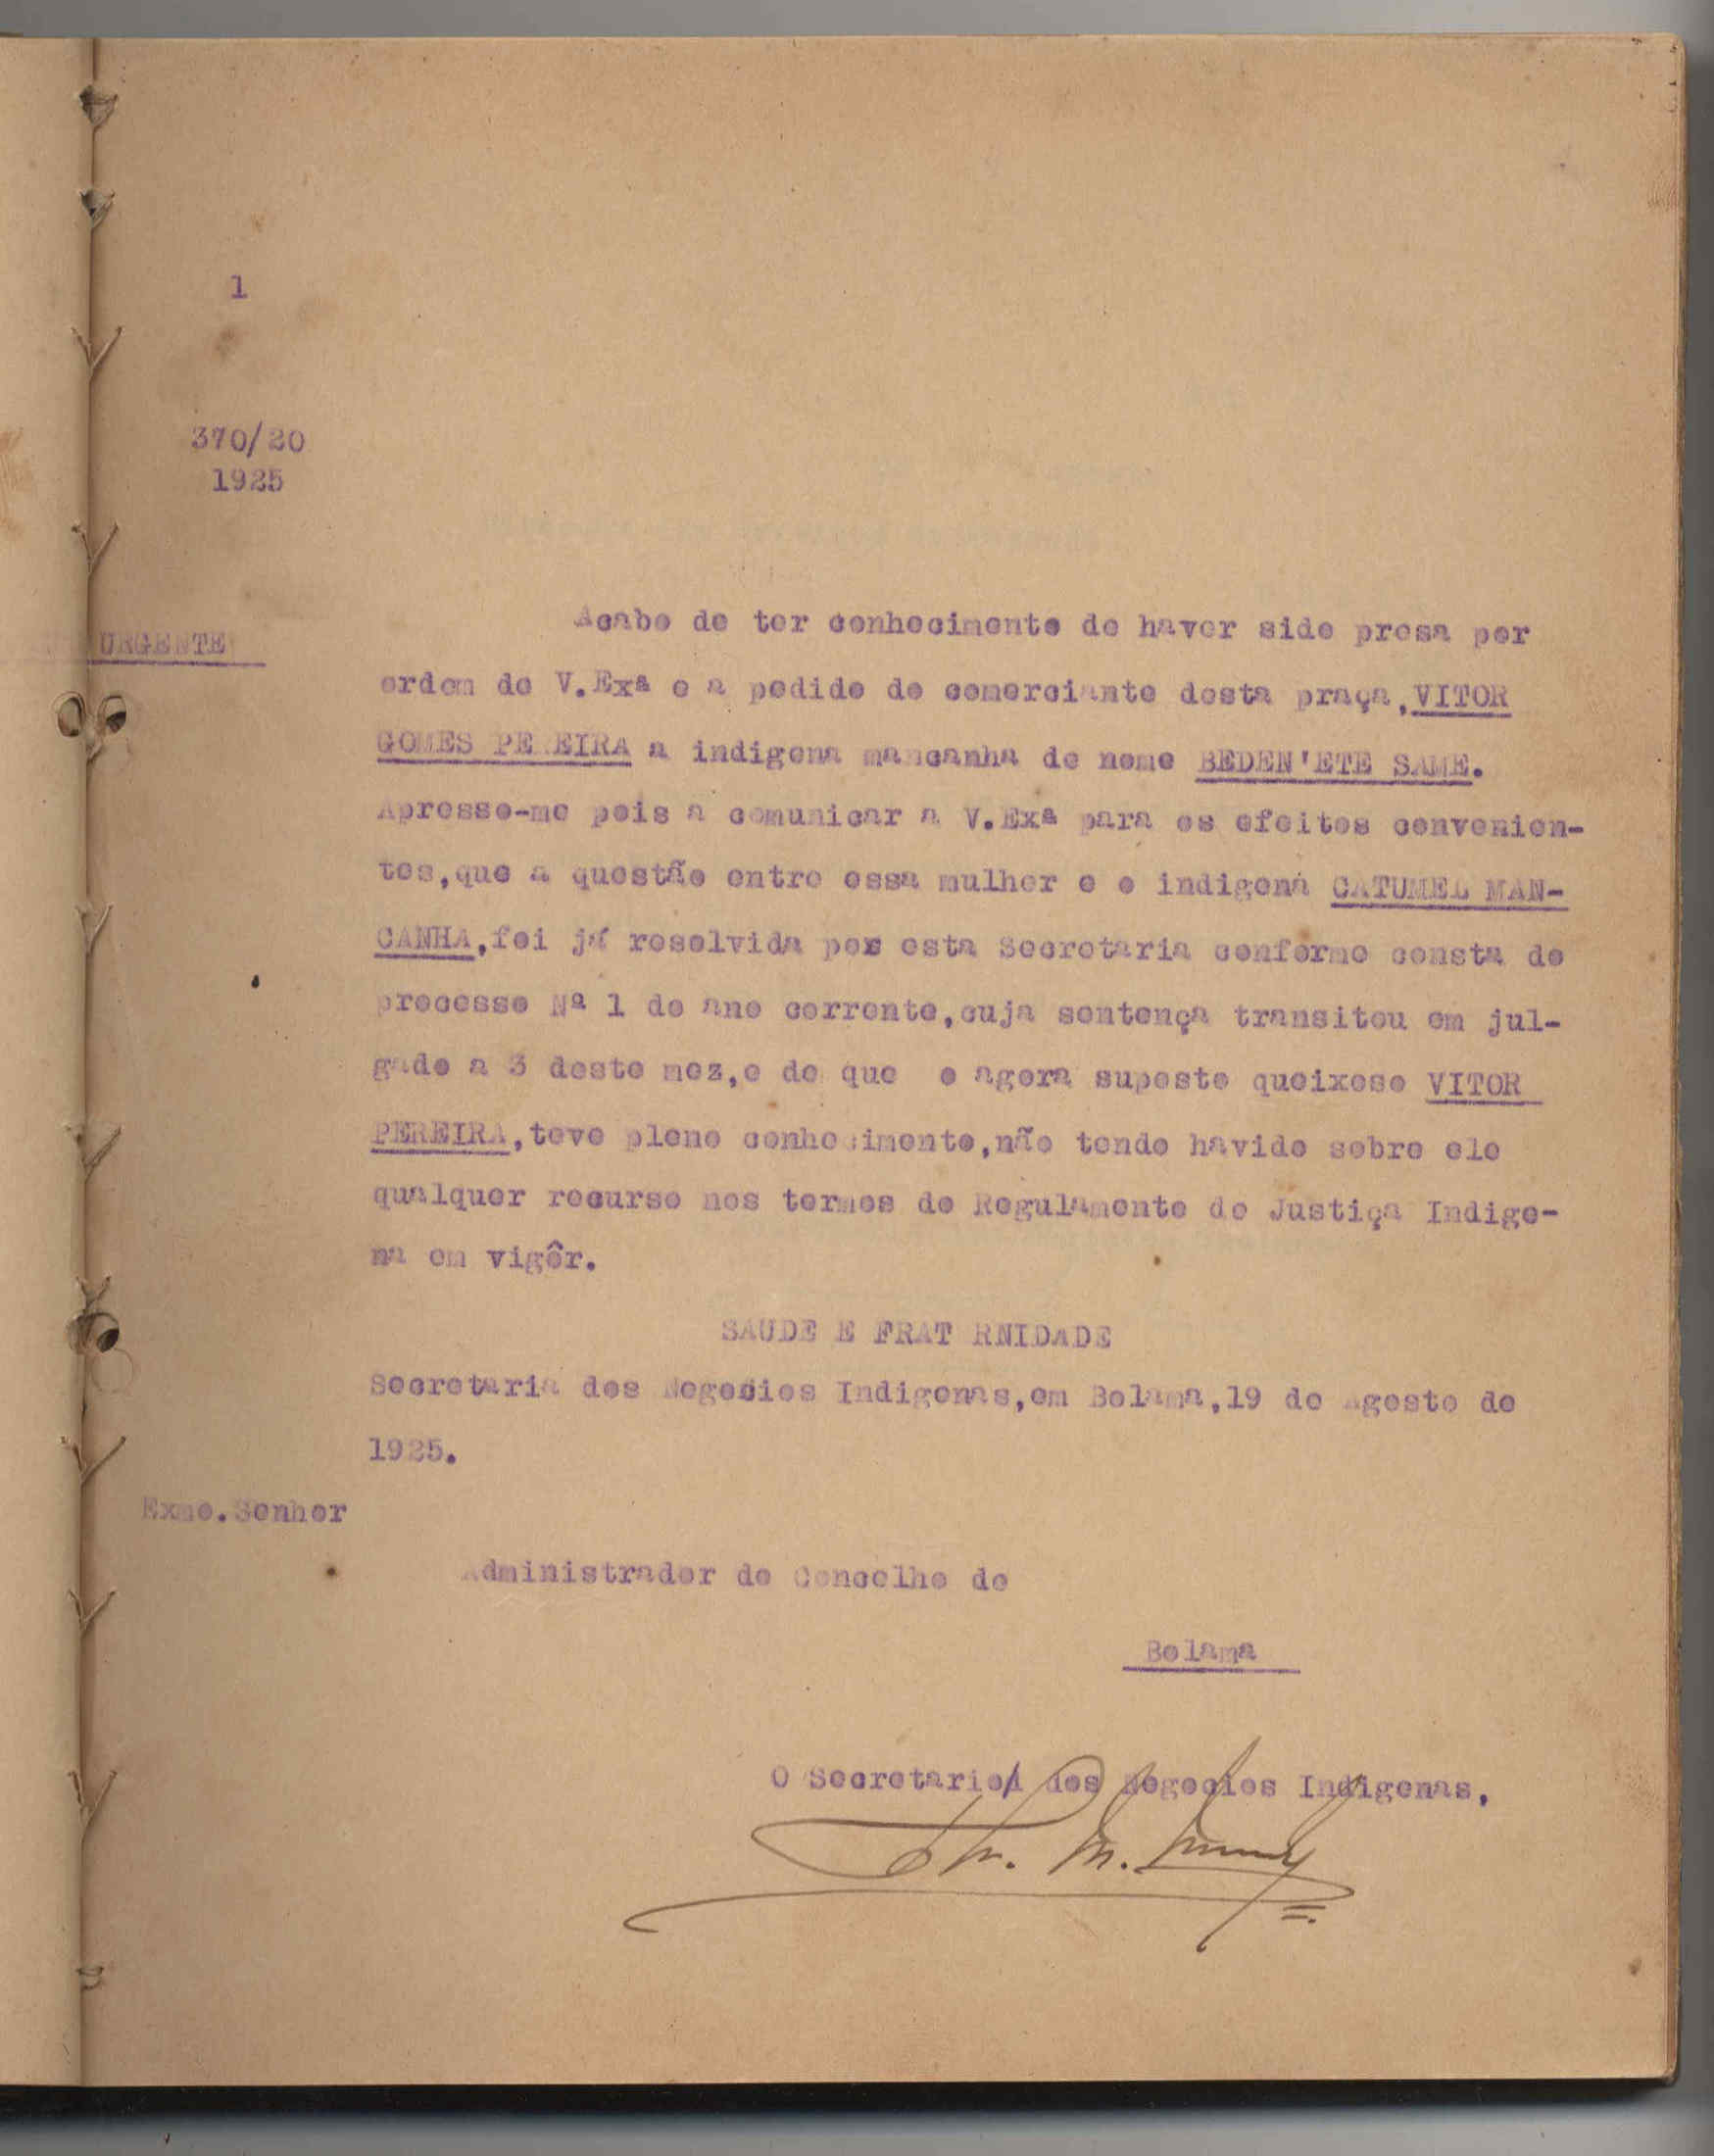 1
370/20
1925
URGENTE
Acabo de ter conhecimento de haver sido presa por
ordem de V.Exª e a pedido do comerciante desta praça,VITOR
GOMES PEREIRA a indigena mancanha de nome BEDEN'ETE SAME.
Apresso-me pois a comunicar a V.Exª para os efeitos convenien-
tes,que a questão entre essa mulher e o indigena CATUMEL MAN-
CANHA,foi já resolvida por esta Secretaria conforme consta do
processo Nº 1 do ano corrente,cuja sentença transitou em jul-
gado a 3 deste mez,e do que o agora suposto queixoso VITOR
PEREIRA,teve pleno conhecimento,não tendo havido sobre ele
qualquer recurso nos termos do Regulamento de Justiça Indige-
na em vigôr.
SAUDE E FRAT RNIDADE
Secretaria dos Negocios Indigenas,em Bolama,19 de Agosto de
1925.
Exmo.Senhor
Administrador do Concelho de
Bolama
O Secretario dos Negocios Indigenas,